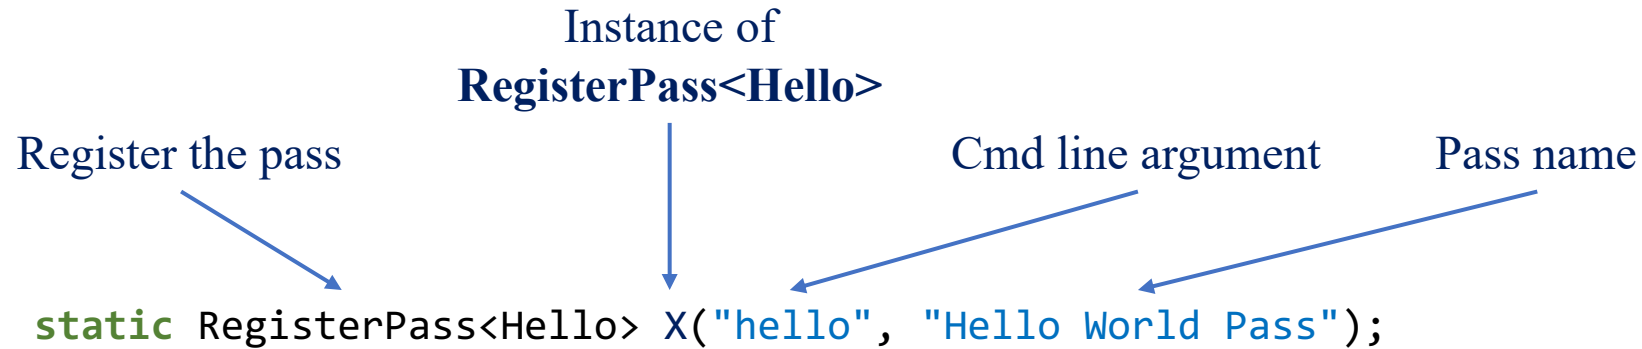 Instance of
RegisterPass<Hello>
Register the pass
Cmd line argument
Pass name
static RegisterPass<Hello> X("hello", "Hello World Pass");